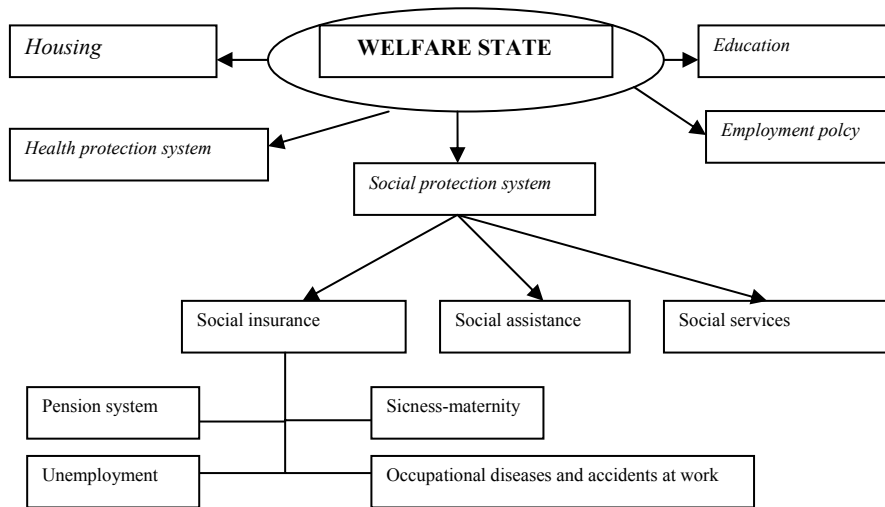 WELFARE STATE
Housing
Education
Health protection system
Employment polcy
Social protection system
Social insurance
Social assistance
Social services
Pension system
Sicness-maternity
Unemployment
Occupational diseases and accidents at work